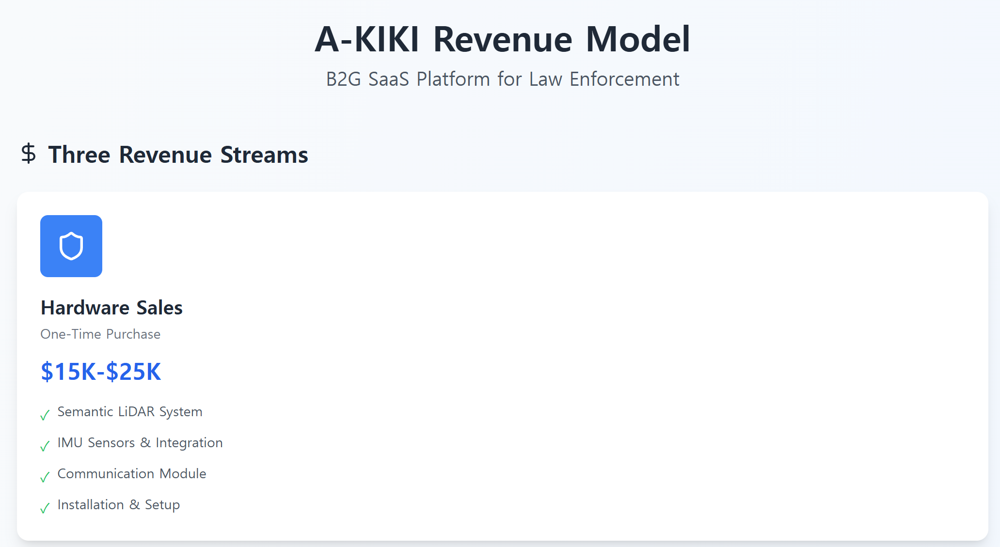 A-KIKI Revenue Model
B2G SaaS Platform for Law Enforcement
$ Three Revenue Streams
Hardware Sales
One-Time Purchase
$15K-$25K
✓ Semantic LiDAR System
✓ IMU Sensors & Integration
✓ Communication Module
✓ Installation & Setup